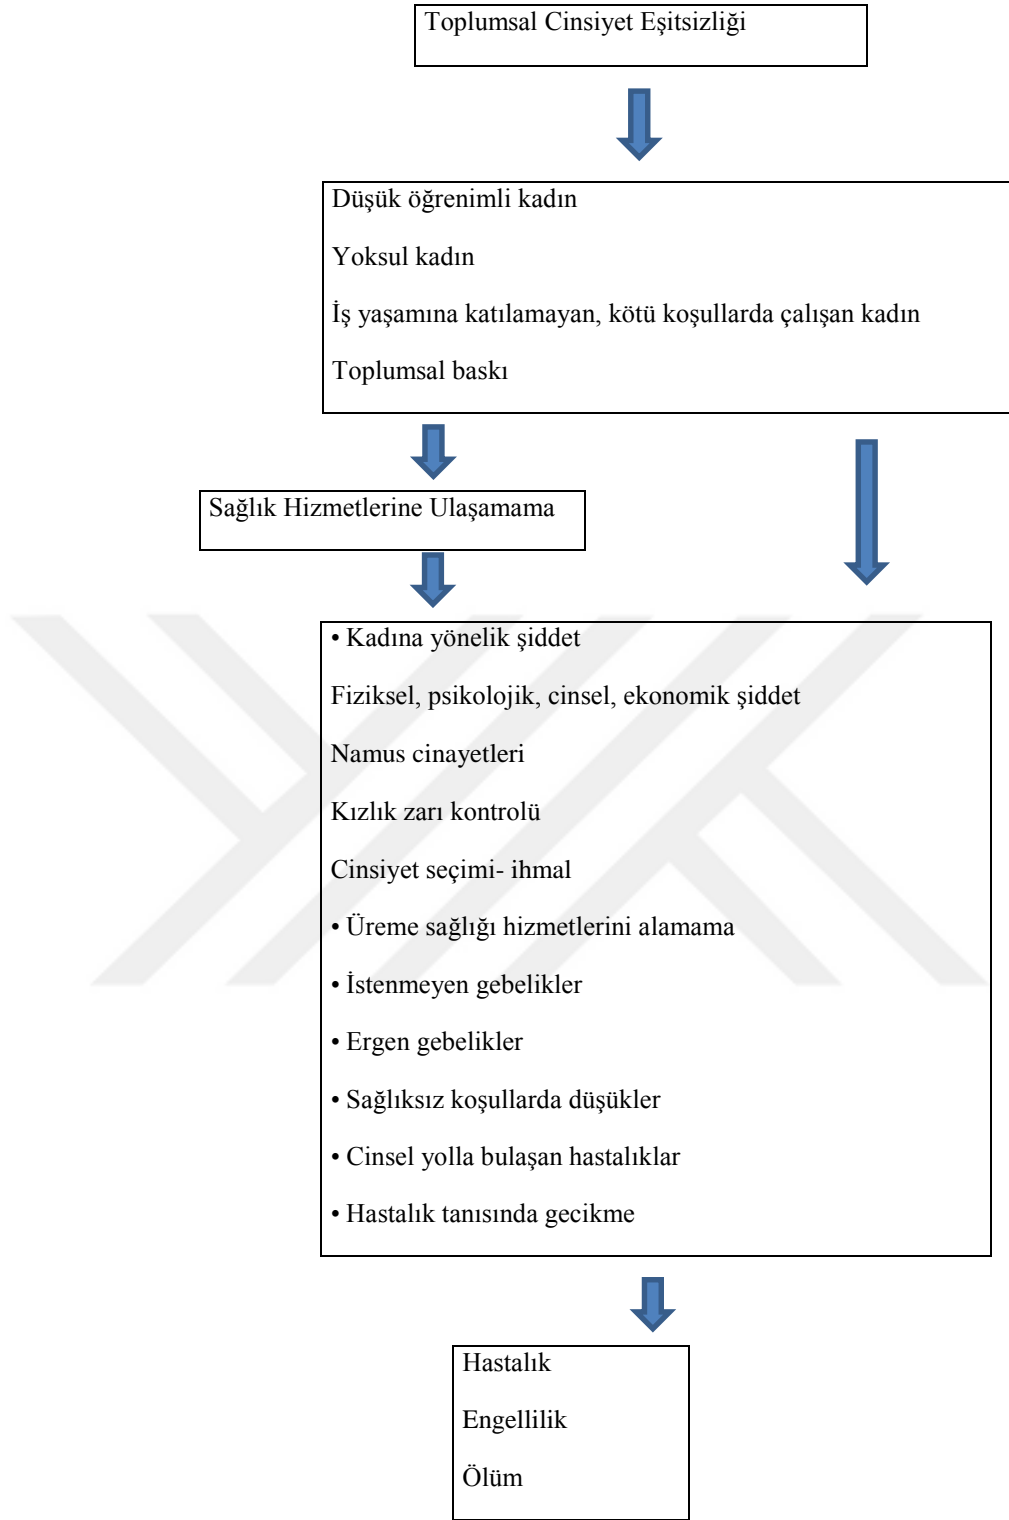 Toplumsal Cinsiyet Eşitsizliği
Düşük öğrenimli kadın
Yoksul kadın
İş yaşamına katılamayan, kötü koşullarda çalışan kadın
Toplumsal baskı
Sağlık Hizmetlerine Ulaşamama
• Kadına yönelik şiddet
Fiziksel, psikolojik, cinsel, ekonomik şiddet
Namus cinayetleri
Kızlık zarı kontrolü
Cinsiyet seçimi- ihmal
• Üreme sağlığı hizmetlerini alamama
• İstenmeyen gebelikler
• Ergen gebelikler
• Sağlıksız koşullarda düşükler
• Cinsel yolla bulaşan hastalıklar
• Hastalık tanısında gecikme
Hastalık
Engellilik
Ölüm